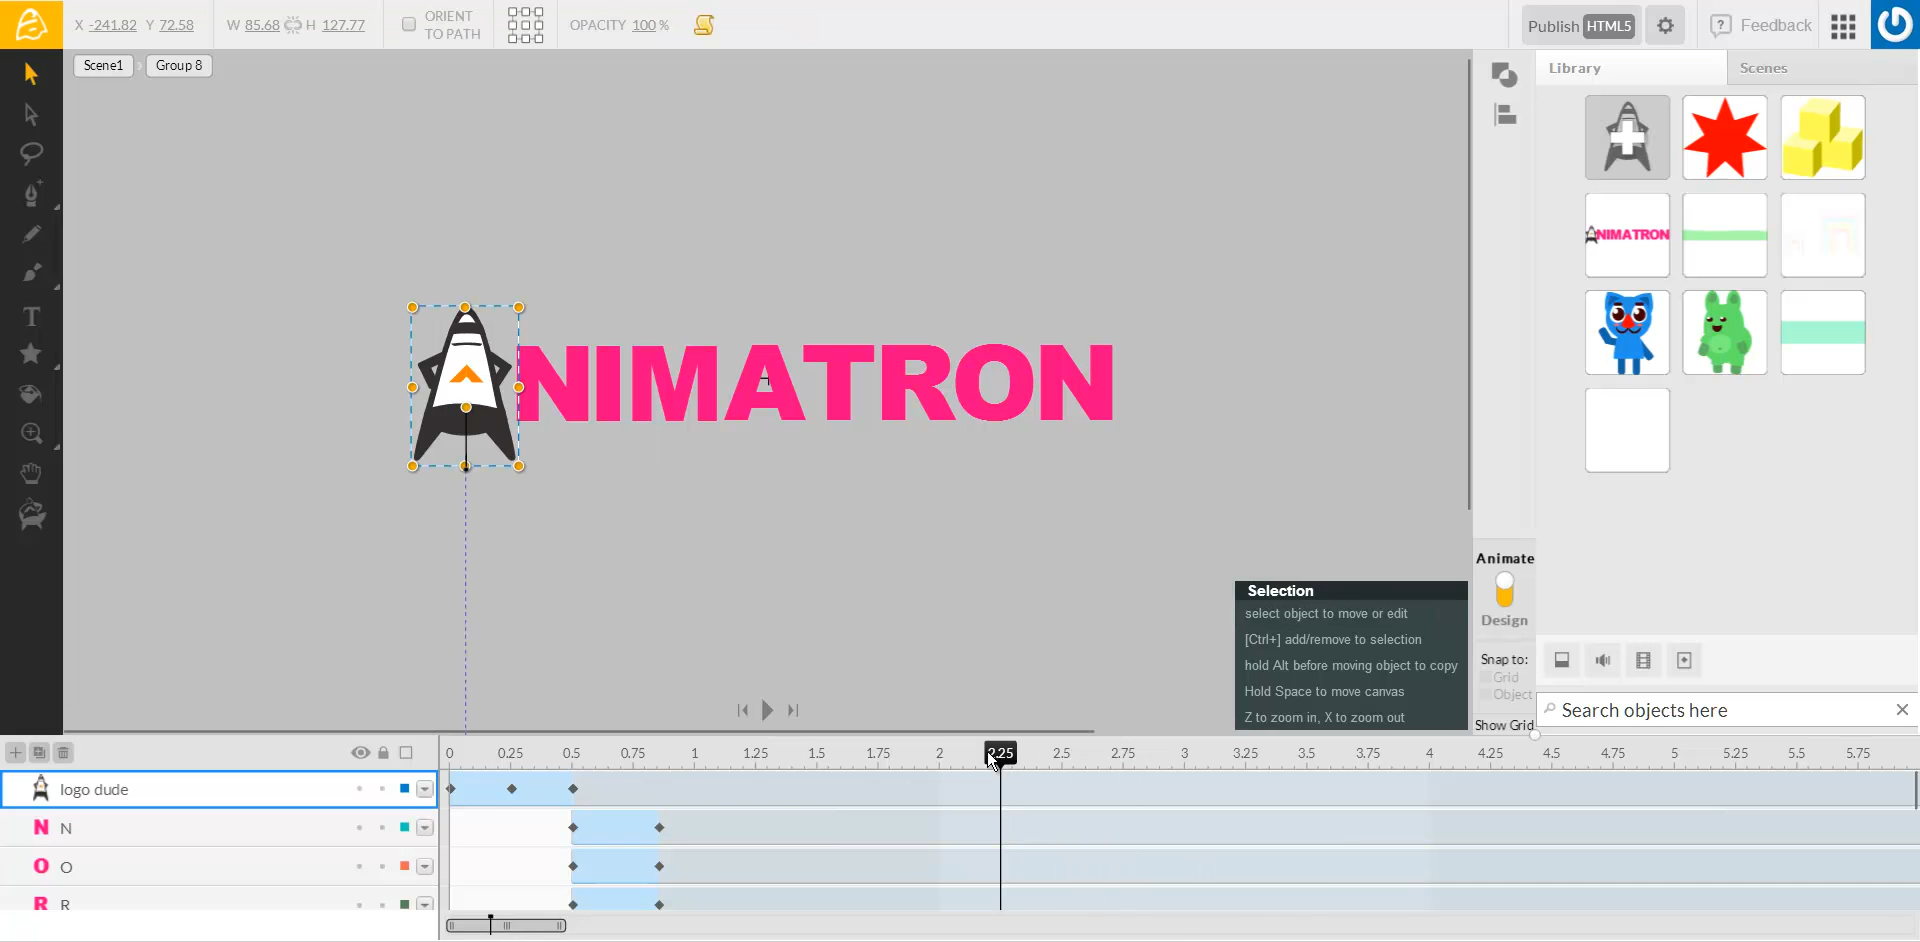 X -241.82 Y 72.58 W 85.68 H 127.77 ORIENT TO PATH OPACITY 100 % Publish HTML5 Feedback
Scene1 Group 8
Library Scenes
NIMATRON
NIMATRON
Animate
Design
Snap to:
Grid
Object
Show Grid
Selection
select object to move or edit
[Ctrl+] add/remove to selection
hold Alt before moving object to copy
Hold Space to move canvas
Z to zoom in, X to zoom out
Search objects here
0 0.25 0.5 0.75 1 1.25 1.5 1.75 2 2.25 2.5 2.75 3 3.25 3.5 3.75 4 4.25 4.5 4.75 5 5.25 5.5 5.75
logo dude
N N
O O
R R